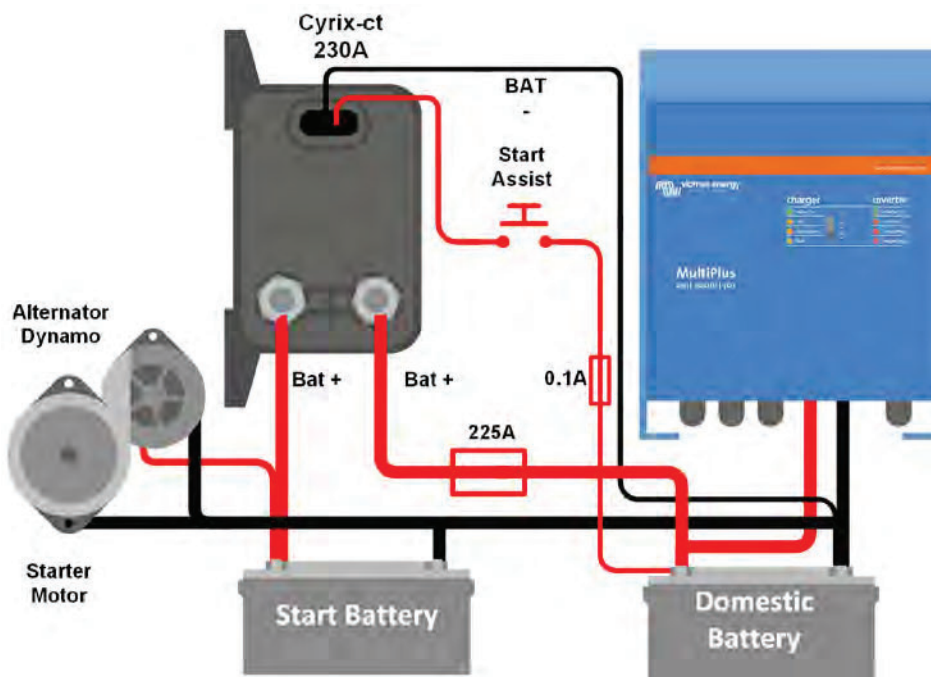 Cyrix-ct
230A
BAT
-
Start
Assist
victron energy
charger
inverter
MultiPlus
Alternator
Dynamo
Bat +
Bat +
0.1A
225A
Starter
Motor
Start Battery
Domestic
Battery